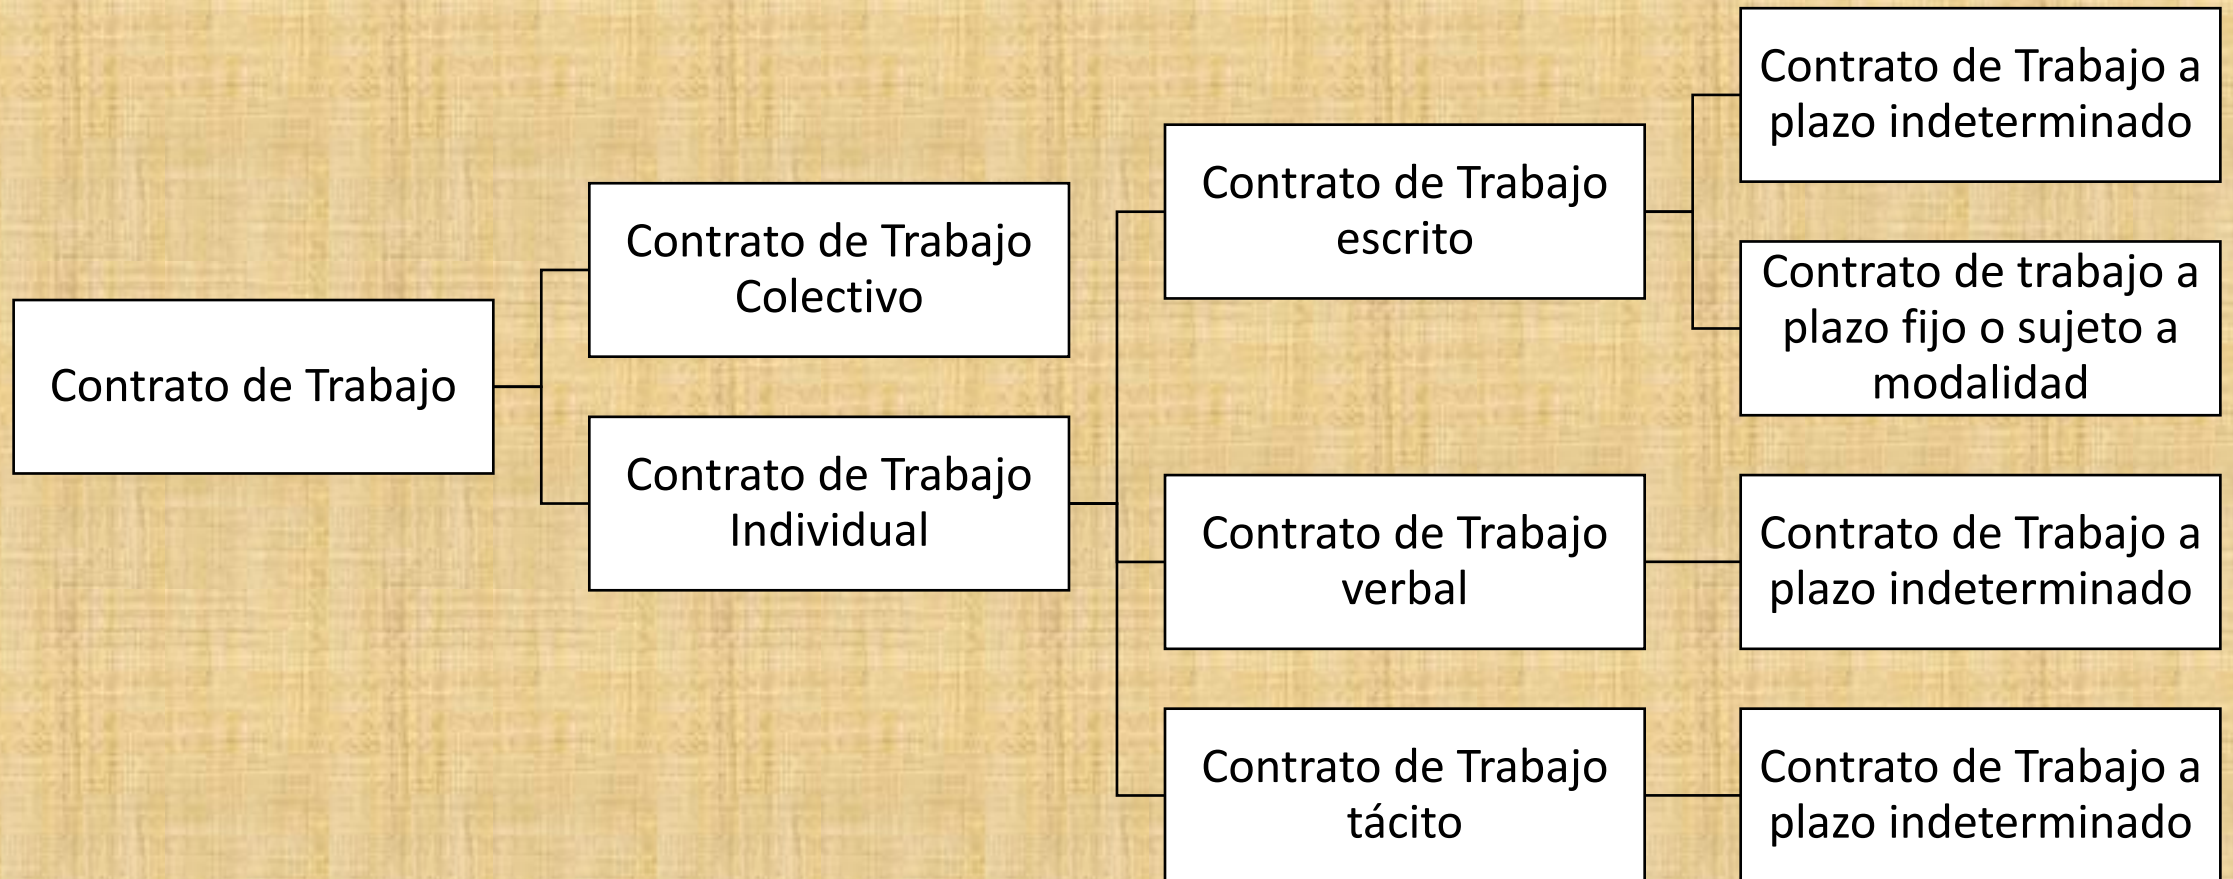 Contrato de Trabajo
Contrato de Trabajo
Colectivo
Contrato de Trabajo
Individual
Contrato de Trabajo
escrito
Contrato de Trabajo a
plazo indeterminado
Contrato de trabajo a
plazo fijo o sujeto a
modalidad
Contrato de Trabajo
verbal
Contrato de Trabajo a
plazo indeterminado
Contrato de Trabajo
tácito
Contrato de Trabajo a
plazo indeterminado